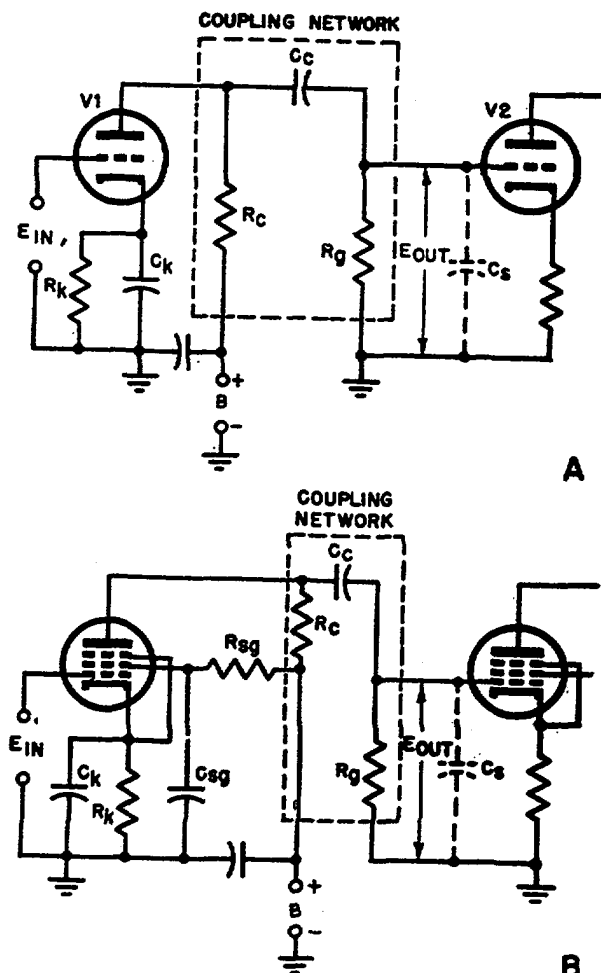 COUPLING NETWORK
Cc
V1
V2
EIN,
Rk
Ck
Rc
Rg
EOUT
Cs
+
B
-
A
COUPLING
NETWORK
Cc
Rc
Rsg
EIN
Ck
Rk
Csg
Rg
EOUT
Cs
+
B
-
B